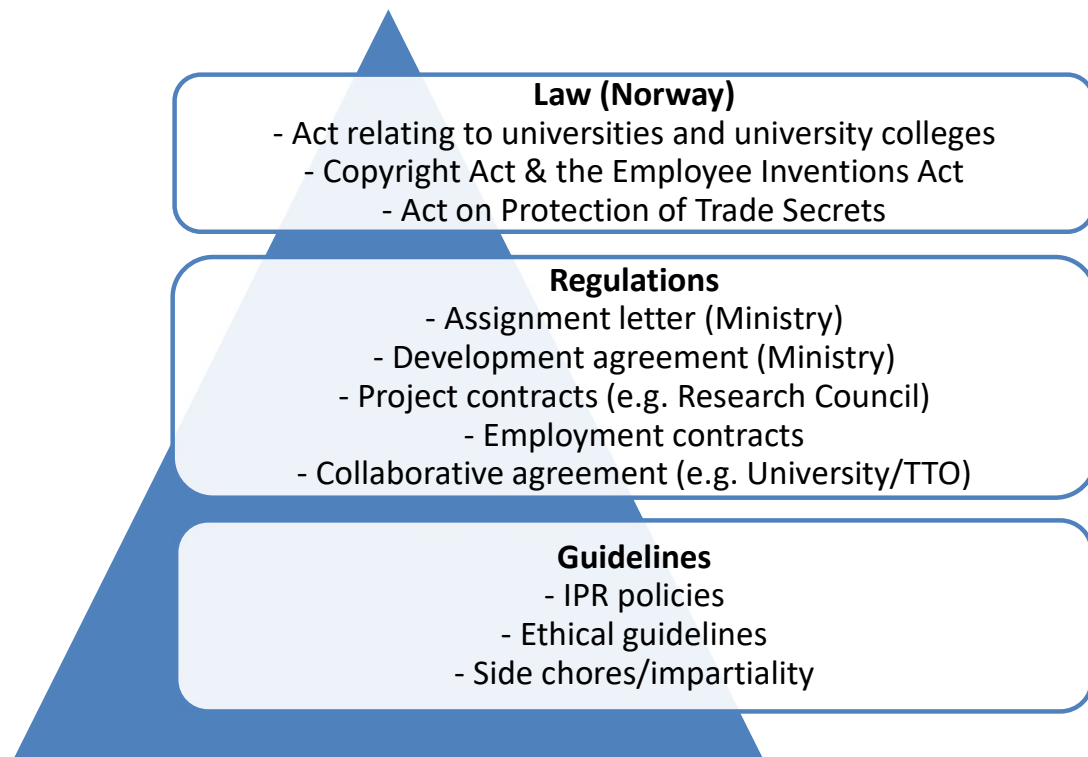 Law (Norway)
- Act relating to universities and university colleges
- Copyright Act & the Employee Inventions Act
- Act on Protection of Trade Secrets
Regulations
- Assignment letter (Ministry)
- Development agreement (Ministry)
- Project contracts (e.g. Research Council)
- Employment contracts
- Collaborative agreement (e.g. University/TTO)
Guidelines
- IPR policies
- Ethical guidelines
- Side chores/impartiality